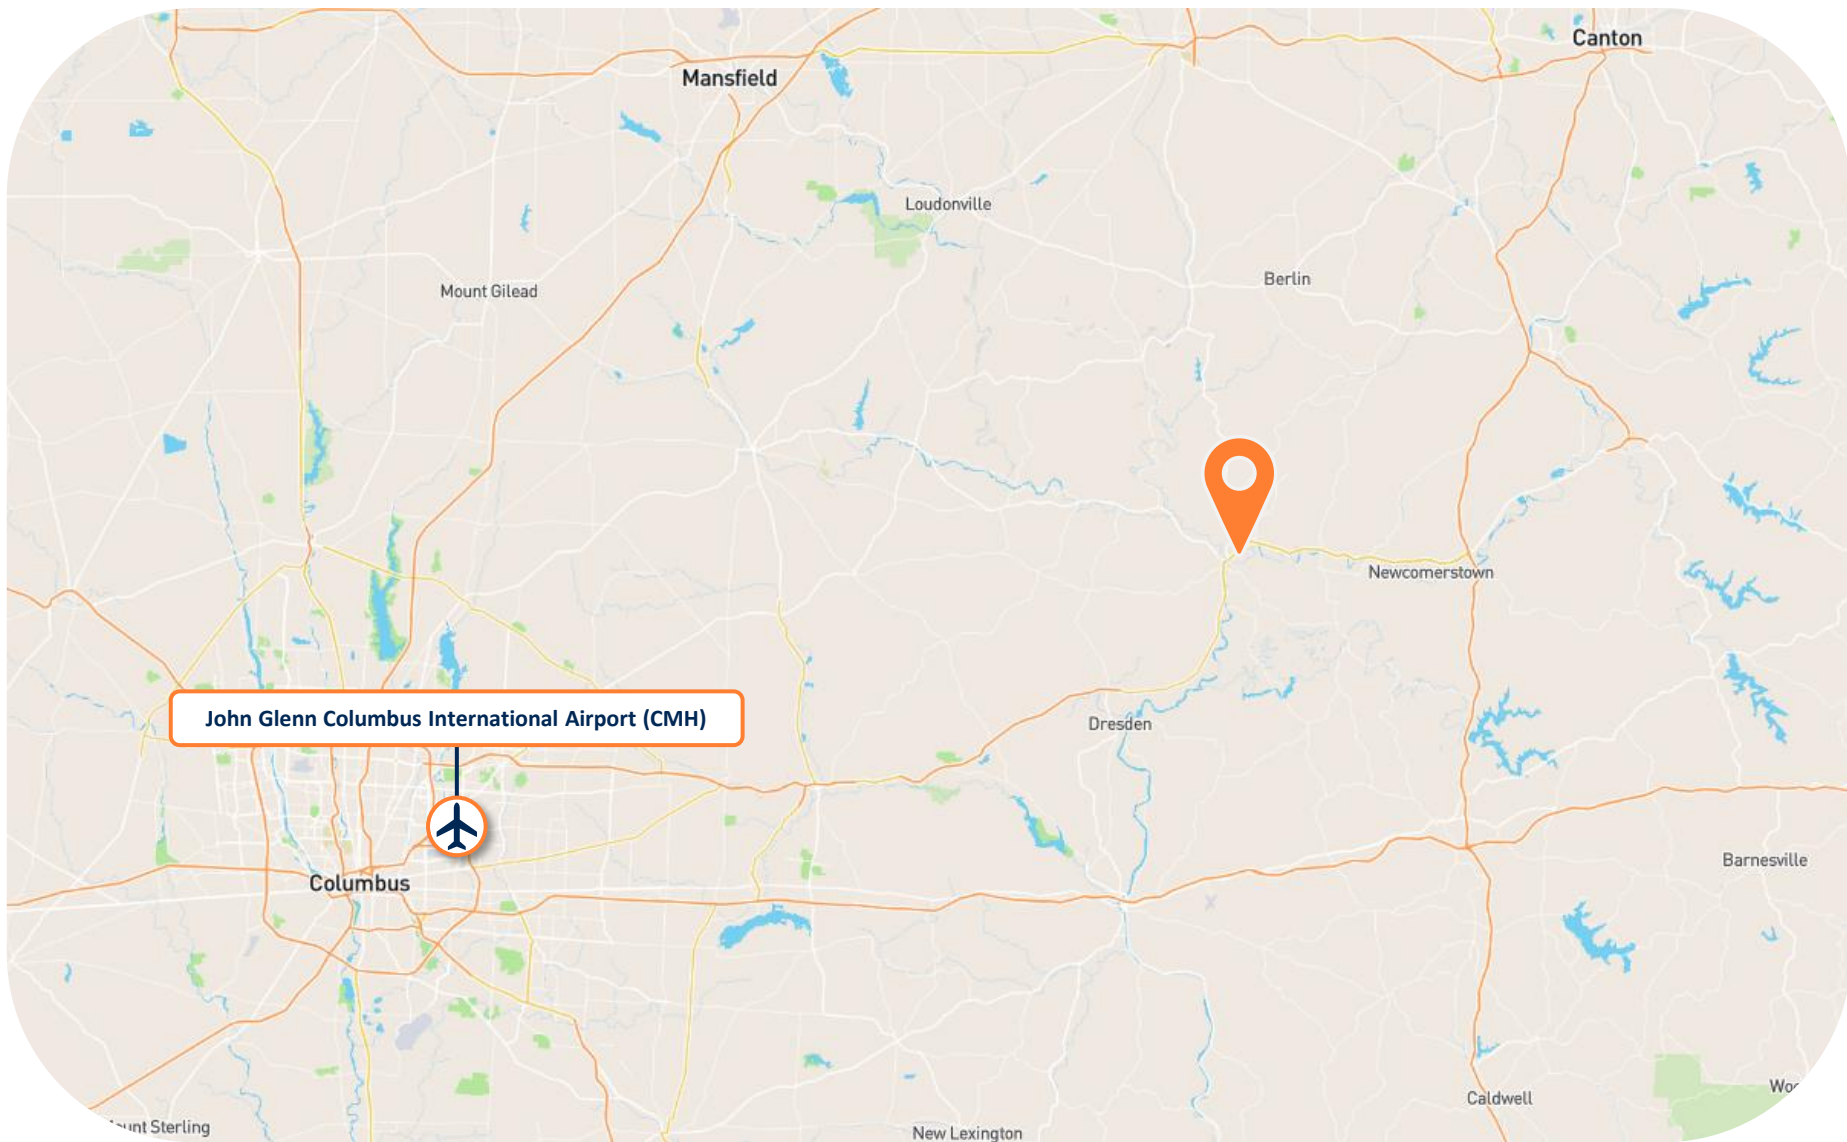 Canton
Mansfield
Loudonville
Berlin
Mount Gilead
Newcomerstown
John Glenn Columbus International Airport (CMH)
Dresden
Barnesville
Columbus
Caldwell
Sterling
New Lexington